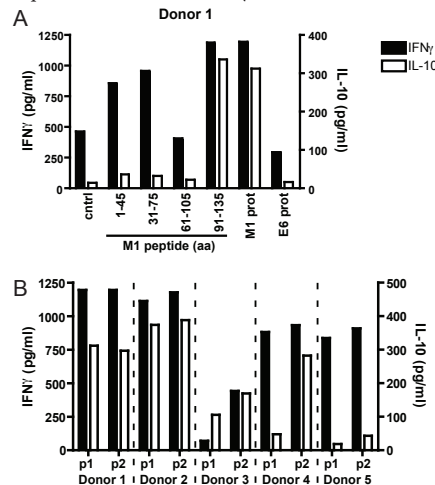 A
Donor 1
IFNγ
IL-10
1250
1000
750
500
250
0
IFNγ (pg/ml)
400
300
200
100
0
IL-10 (pg/ml)
cntrl
1-45
31-75
61-105
91-135
M1 prot
E6 prot
M1 peptide (aa)
B
1250
1000
750
500
250
0
IFNγ (pg/ml)
500
400
300
200
100
0
IL-10 (pg/ml)
p1 p2 p1 p2 p1 p2 p1 p2 p1 p2
Donor 1 Donor 2 Donor 3 Donor 4 Donor 5